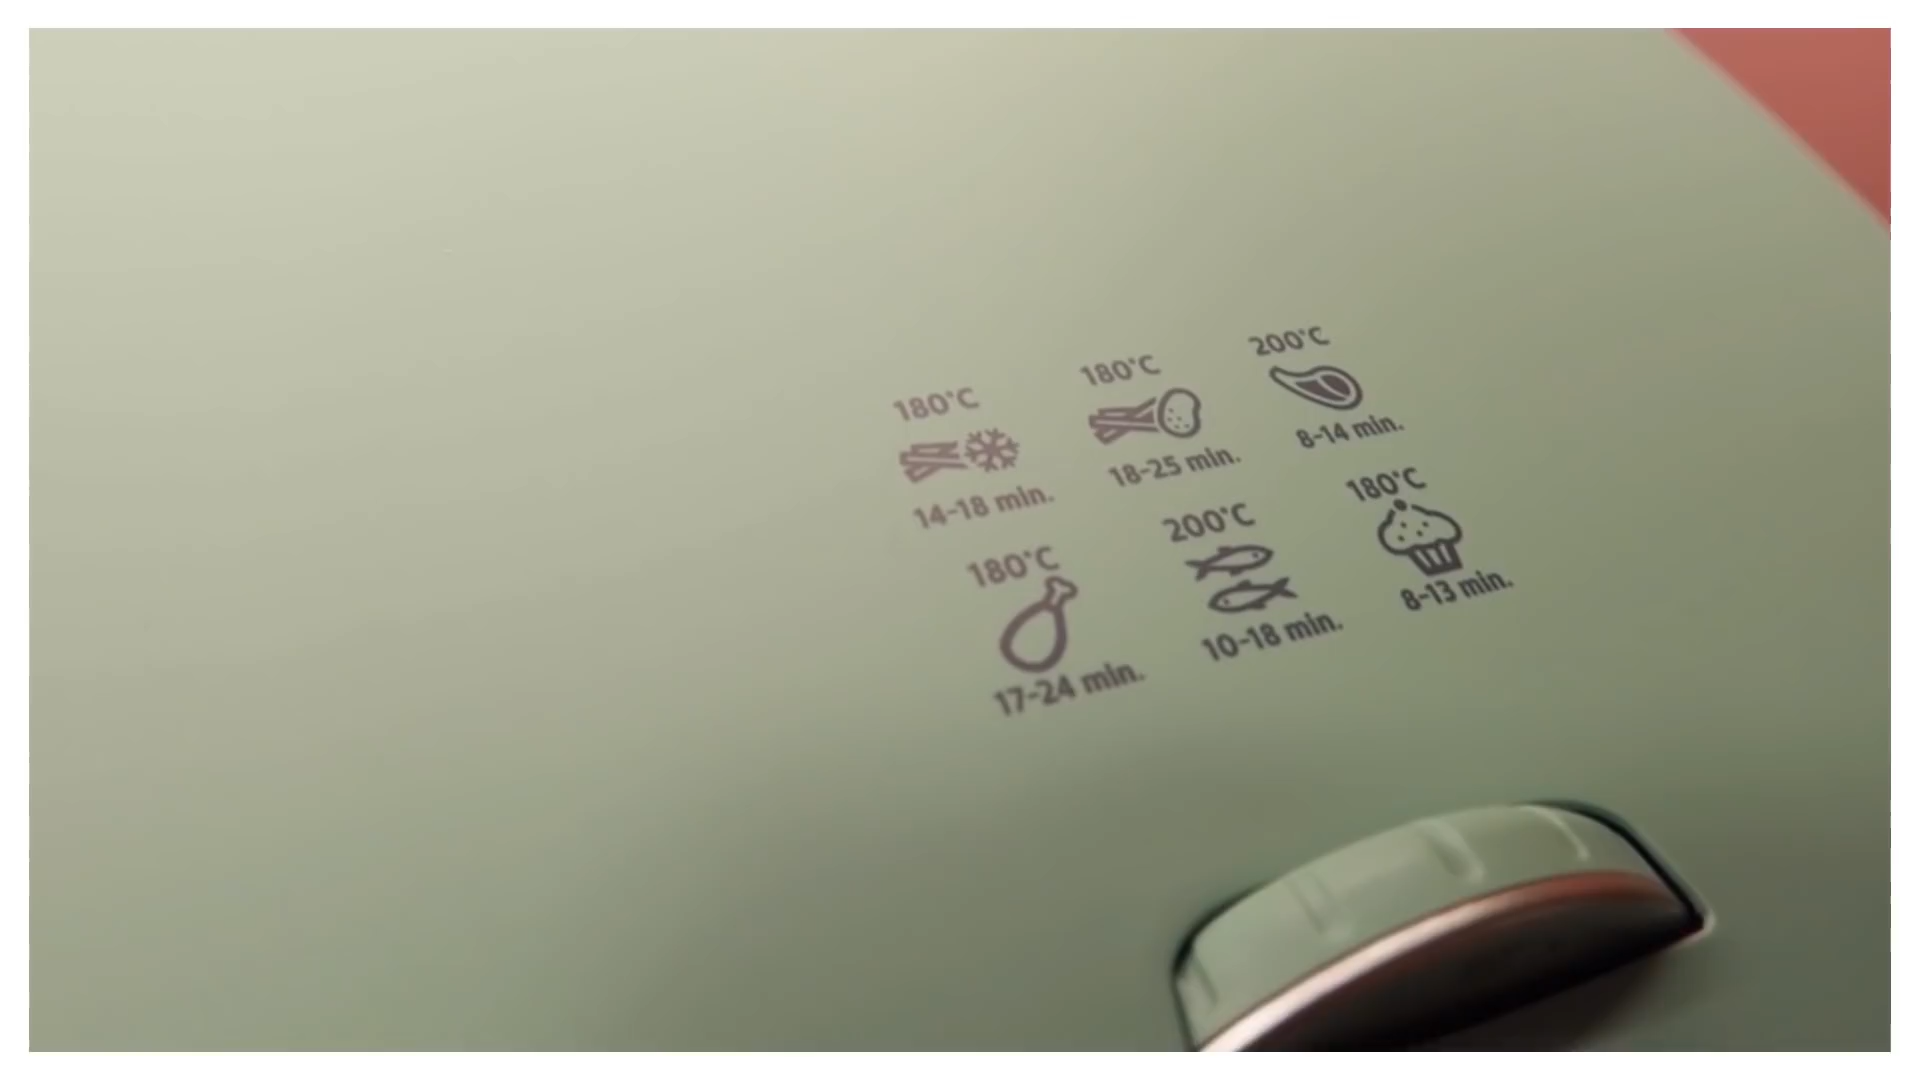 180°C
14-18 min.
180°C
18-25 min.
200°C
8-14 min.
180°C
17-24 min.
200°C
10-18 min.
180°C
8-13 min.